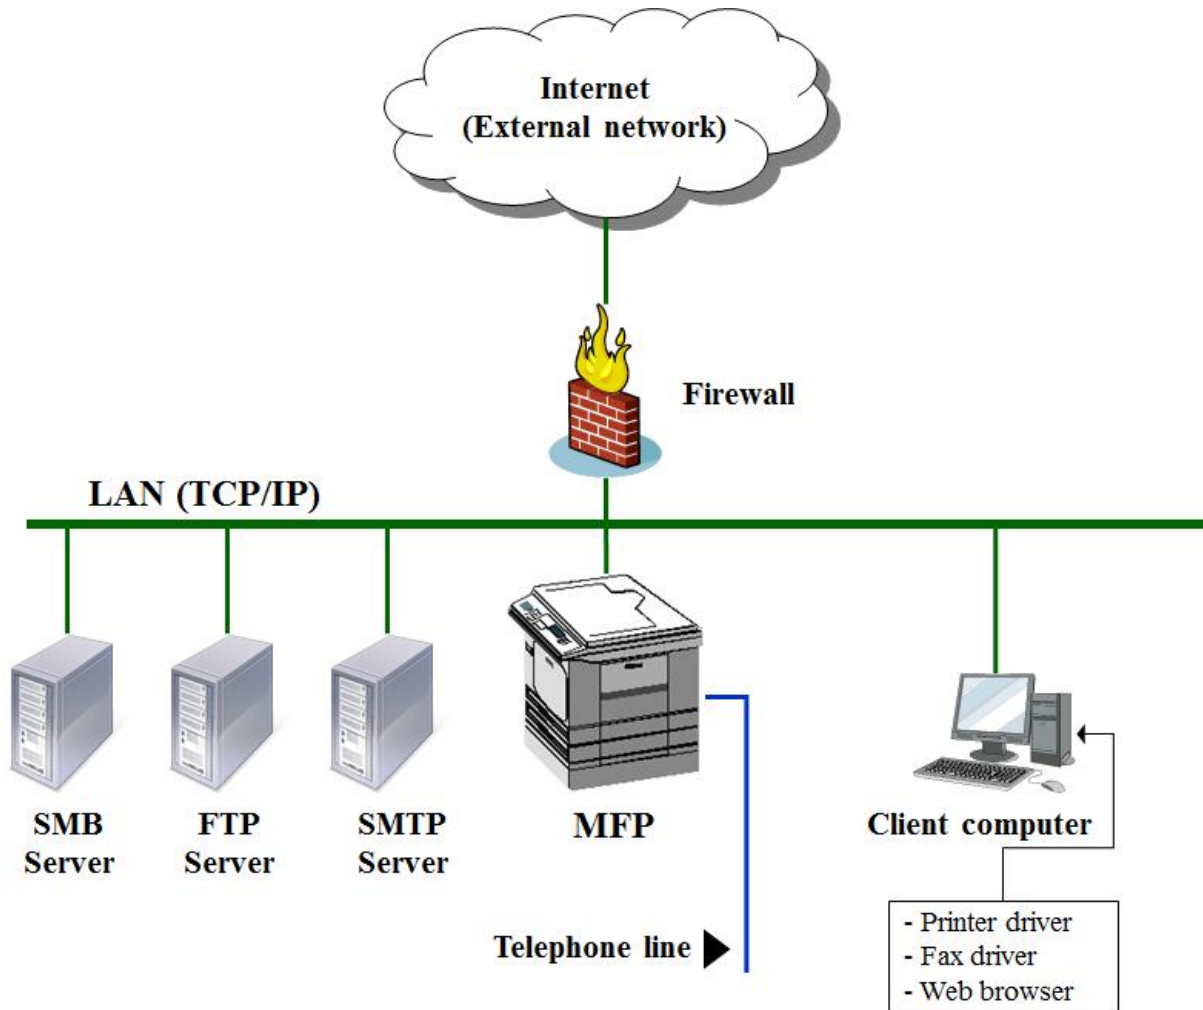 Internet
(External network)
Firewall
LAN (TCP/IP)
SMB
Server
FTP
Server
SMTP
Server
MFP
Client computer
Telephone line
- Printer driver
- Fax driver
- Web browser